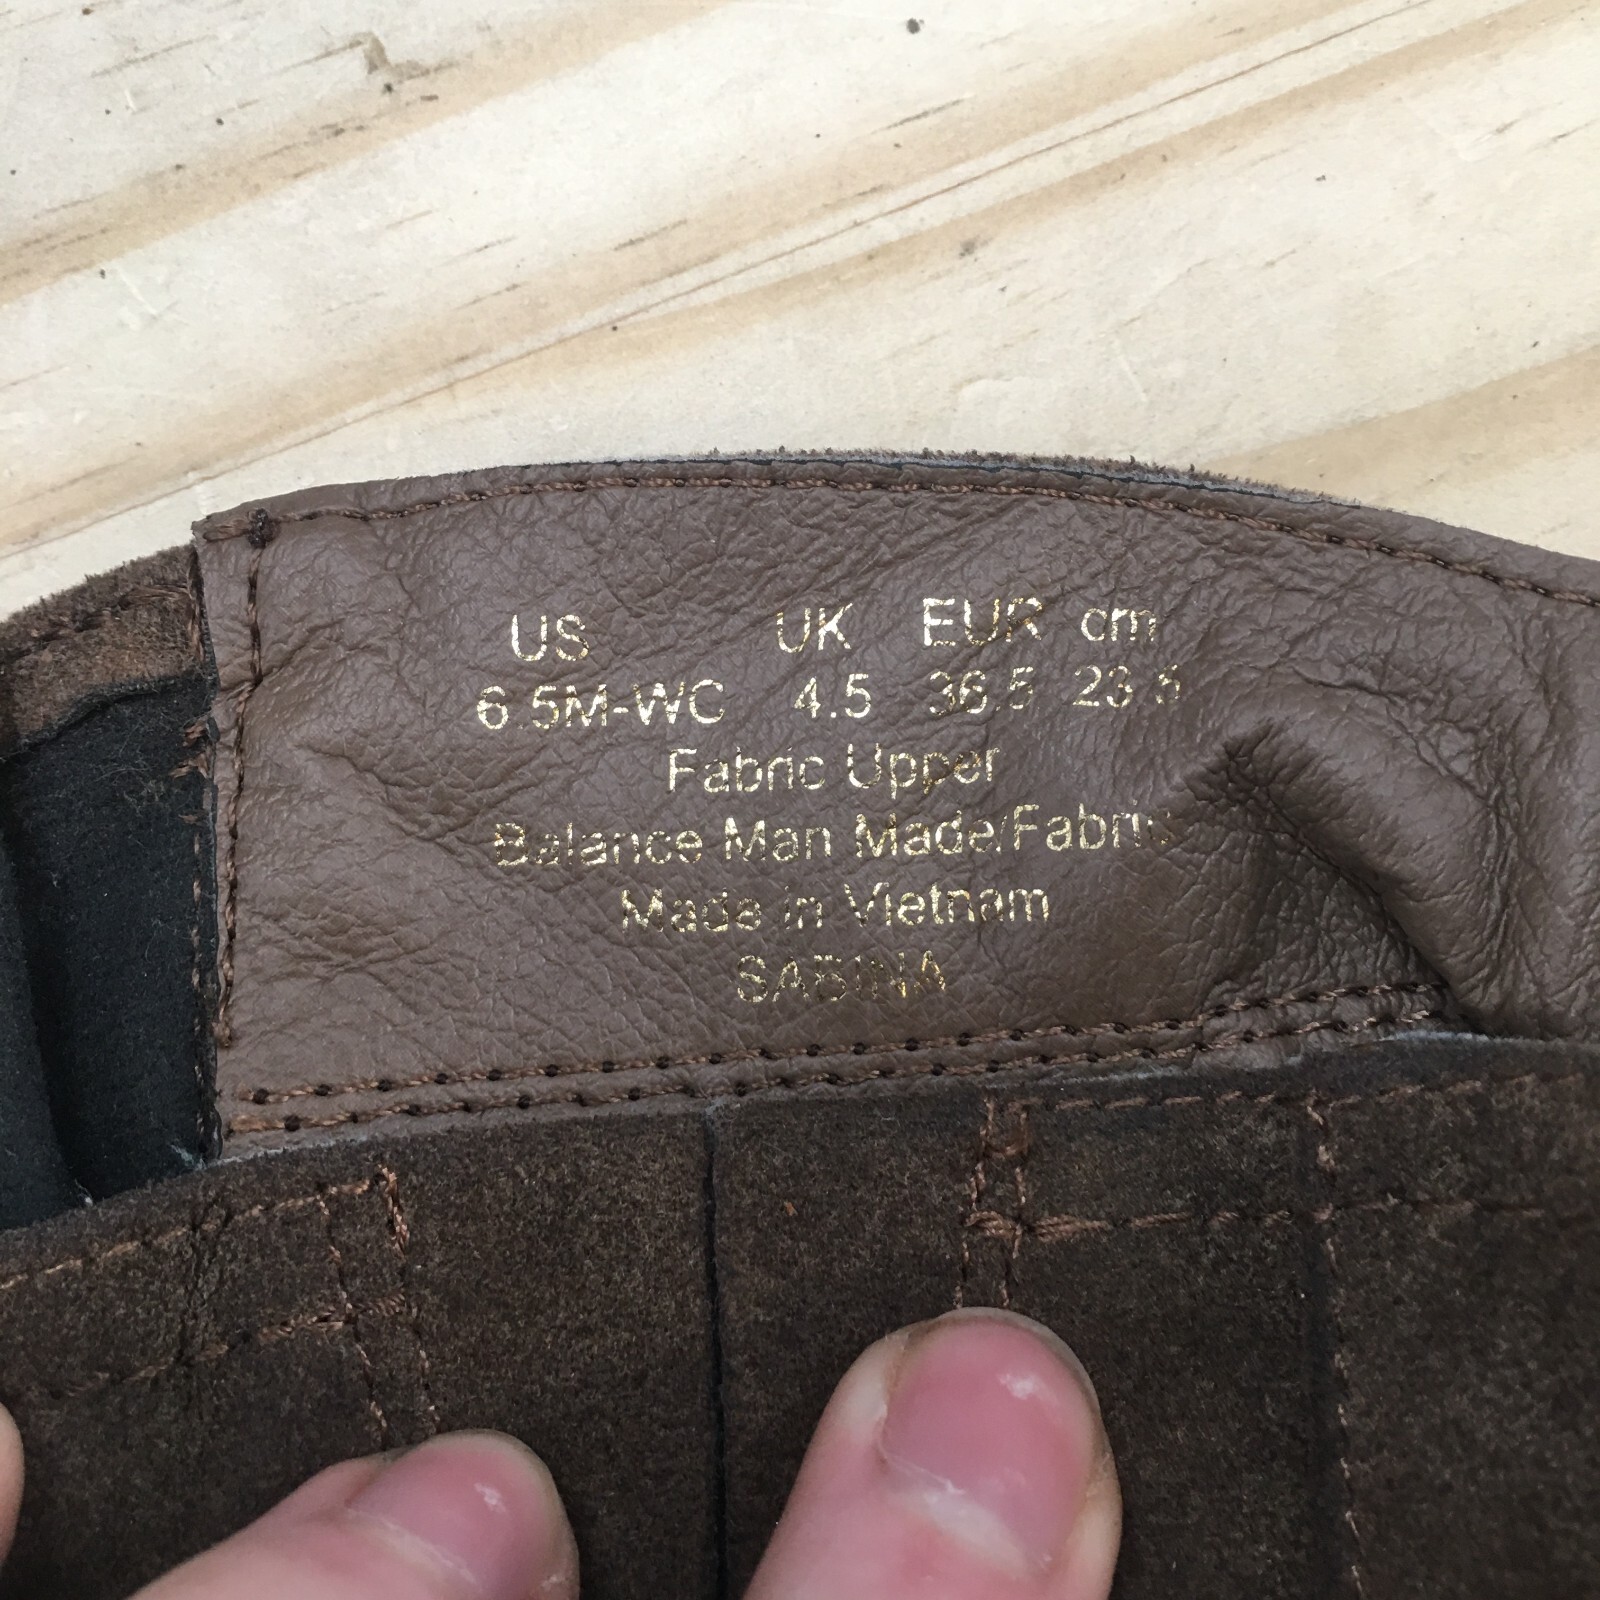 US UK EUR cm
6.5M-WC 4.5 36.5 23.5
Fabric Upper
Balance Man Made/Fabric
Made in Vietnam
SABINA